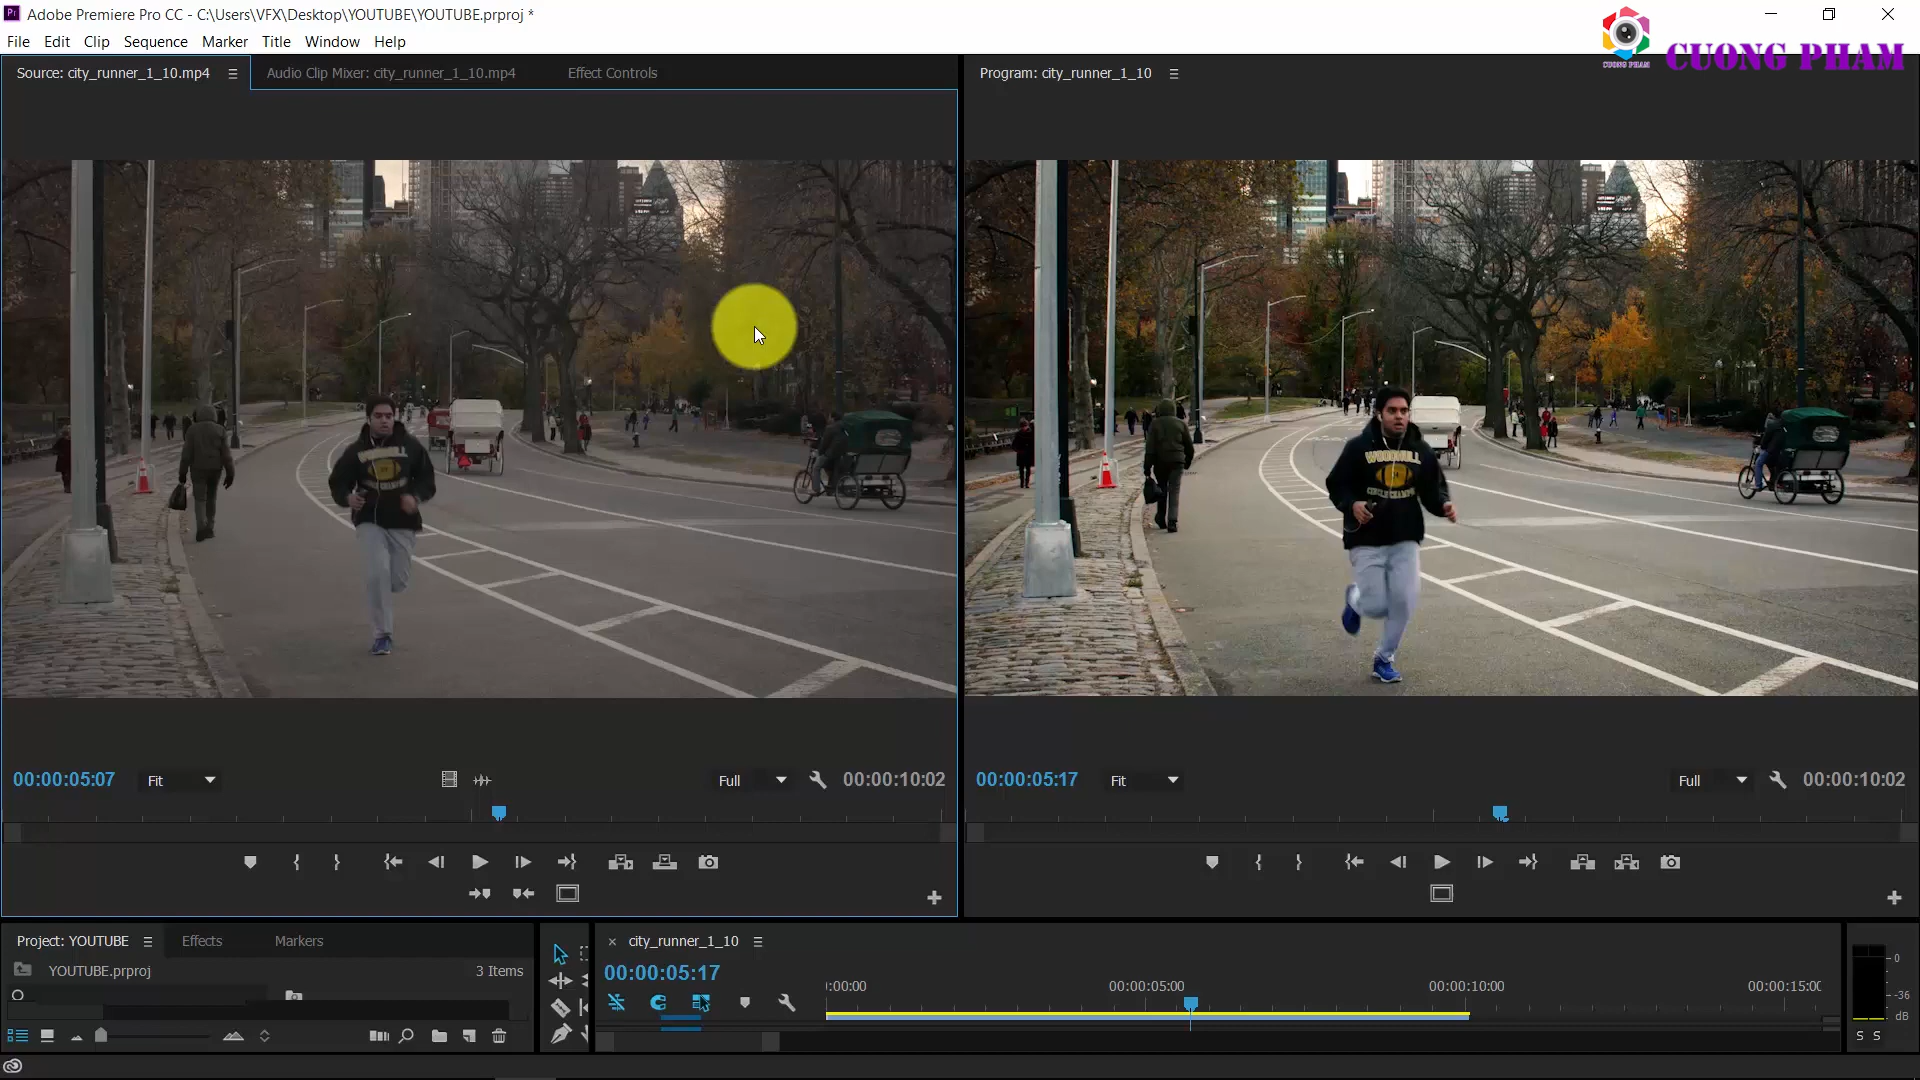 Adobe Premiere Pro CC - C:\Users\VFX\Desktop\YOUTUBE\YOUTUBE.prproj *
File Edit Clip Sequence Marker Title Window Help
CUONG PHAM
CUONG PHAM
Source: city_runner_1_10.mp4
Audio Clip Mixer: city_runner_1_10.mp4
Effect Controls
Program: city_runner_1_10
00:00:05:07
Fit
Full
00:00:10:02
00:00:05:17
Fit
Full
00:00:10:02
Project: YOUTUBE
Effects
Markers
YOUTUBE.prproj
3 Items
× city_runner_1_10
00:00:05:17
:00:00
00:00:05:00
00:00:10:00
00:00:15:00
0
-36
dB
S S